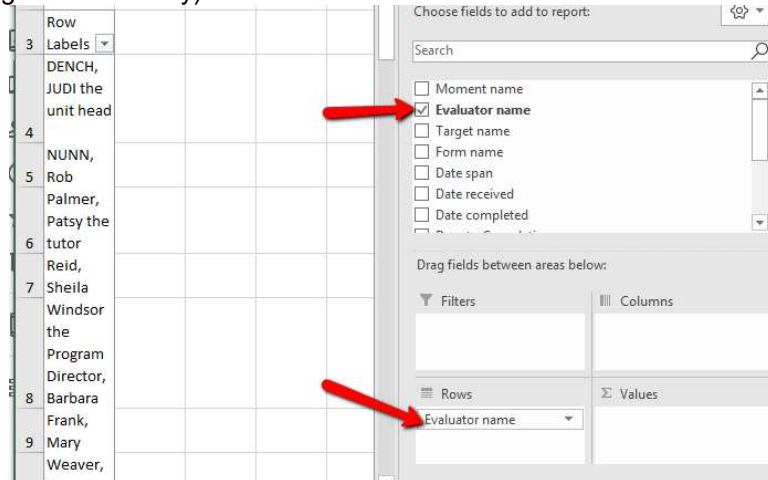 Row
3 Labels
DENCH,
JUDI the
unit head
4
NUNN,
5 Rob
Palmer,
Patsy the
6 tutor
Reid,
7 Sheila
Windsor
the
Program
Director,
8 Barbara
Frank,
9 Mary
Weaver,
Choose fields to add to report:
Search
Moment name
Evaluator name
Target name
Form name
Date span
Date received
Date completed
Drag fields between areas below:
Filters
Columns
Rows
Σ Values
Evaluator name